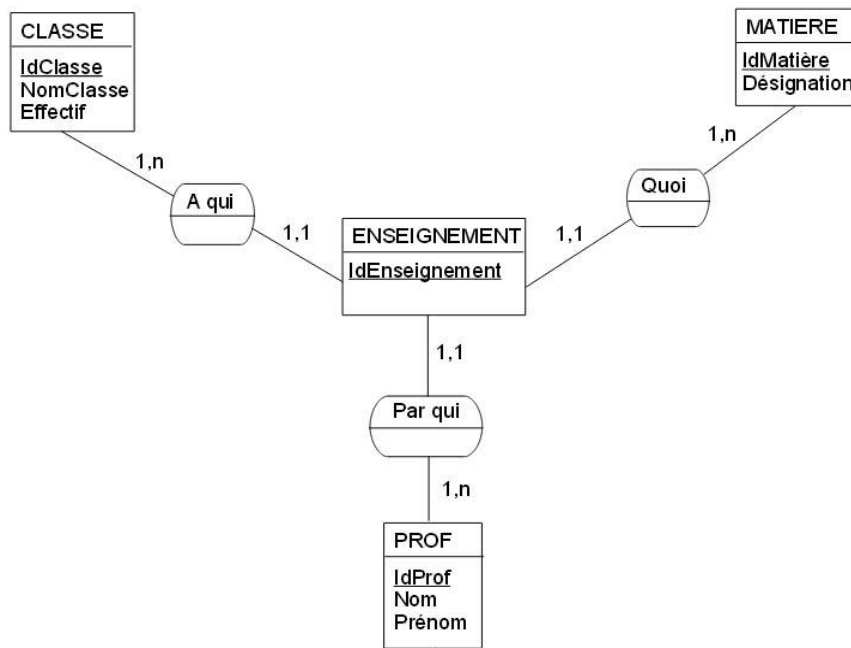 CLASSE
IdClasse
NomClasse
Effectif
MATIERE
IdMatière
Désignation
1,n
1,n
A qui
Quoi
1,1
1,1
ENSEIGNEMENT
IdEnseignement
1,1
Par qui
1,n
PROF
IdProf
Nom
Prénom